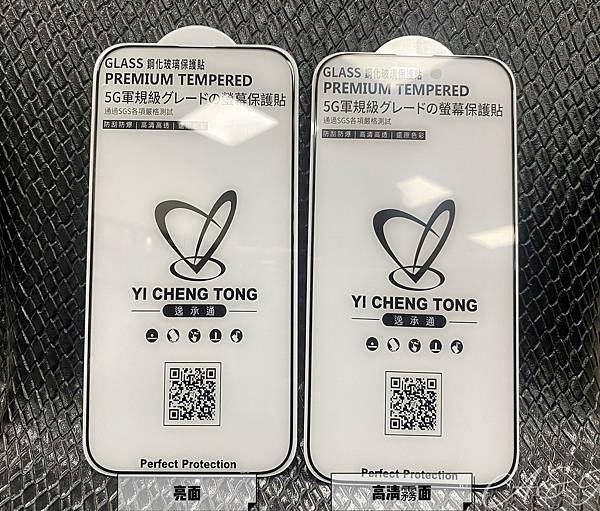 GLASS 鋼化玻璃保護貼
PREMIUM TEMPERED
5G軍規級グレードの螢幕保護貼
通過SGS各項嚴格測試
防刮防爆 | 高清高透 |
YI CHENG TONG
逸承通
Perfect Protection
亮面
GLASS 鋼化玻璃保護貼
PREMIUM TEMPERED
5G軍規級グレードの螢幕保護貼
通過SGS各項嚴格測試
防刮防爆 | 高清高透 | 還原色彩
YI CHENG TONG
逸承通
Perfect Protection
高清霧面